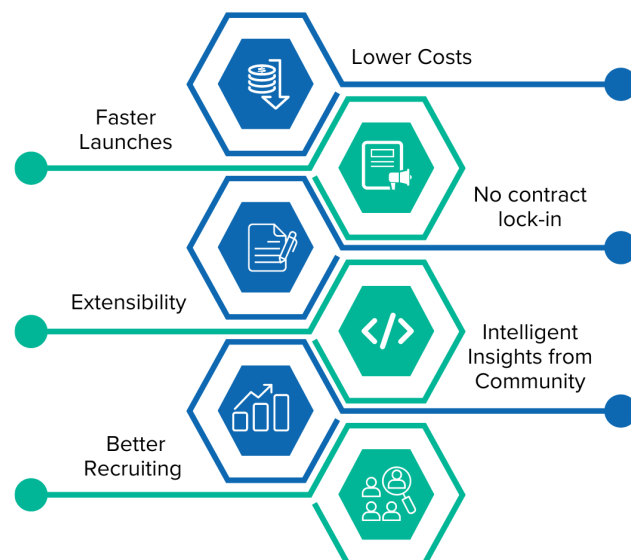 Lower Costs
Faster
Launches
No contract
lock-in
Extensibility
Intelligent
Insights from
Community
Better
Recruiting